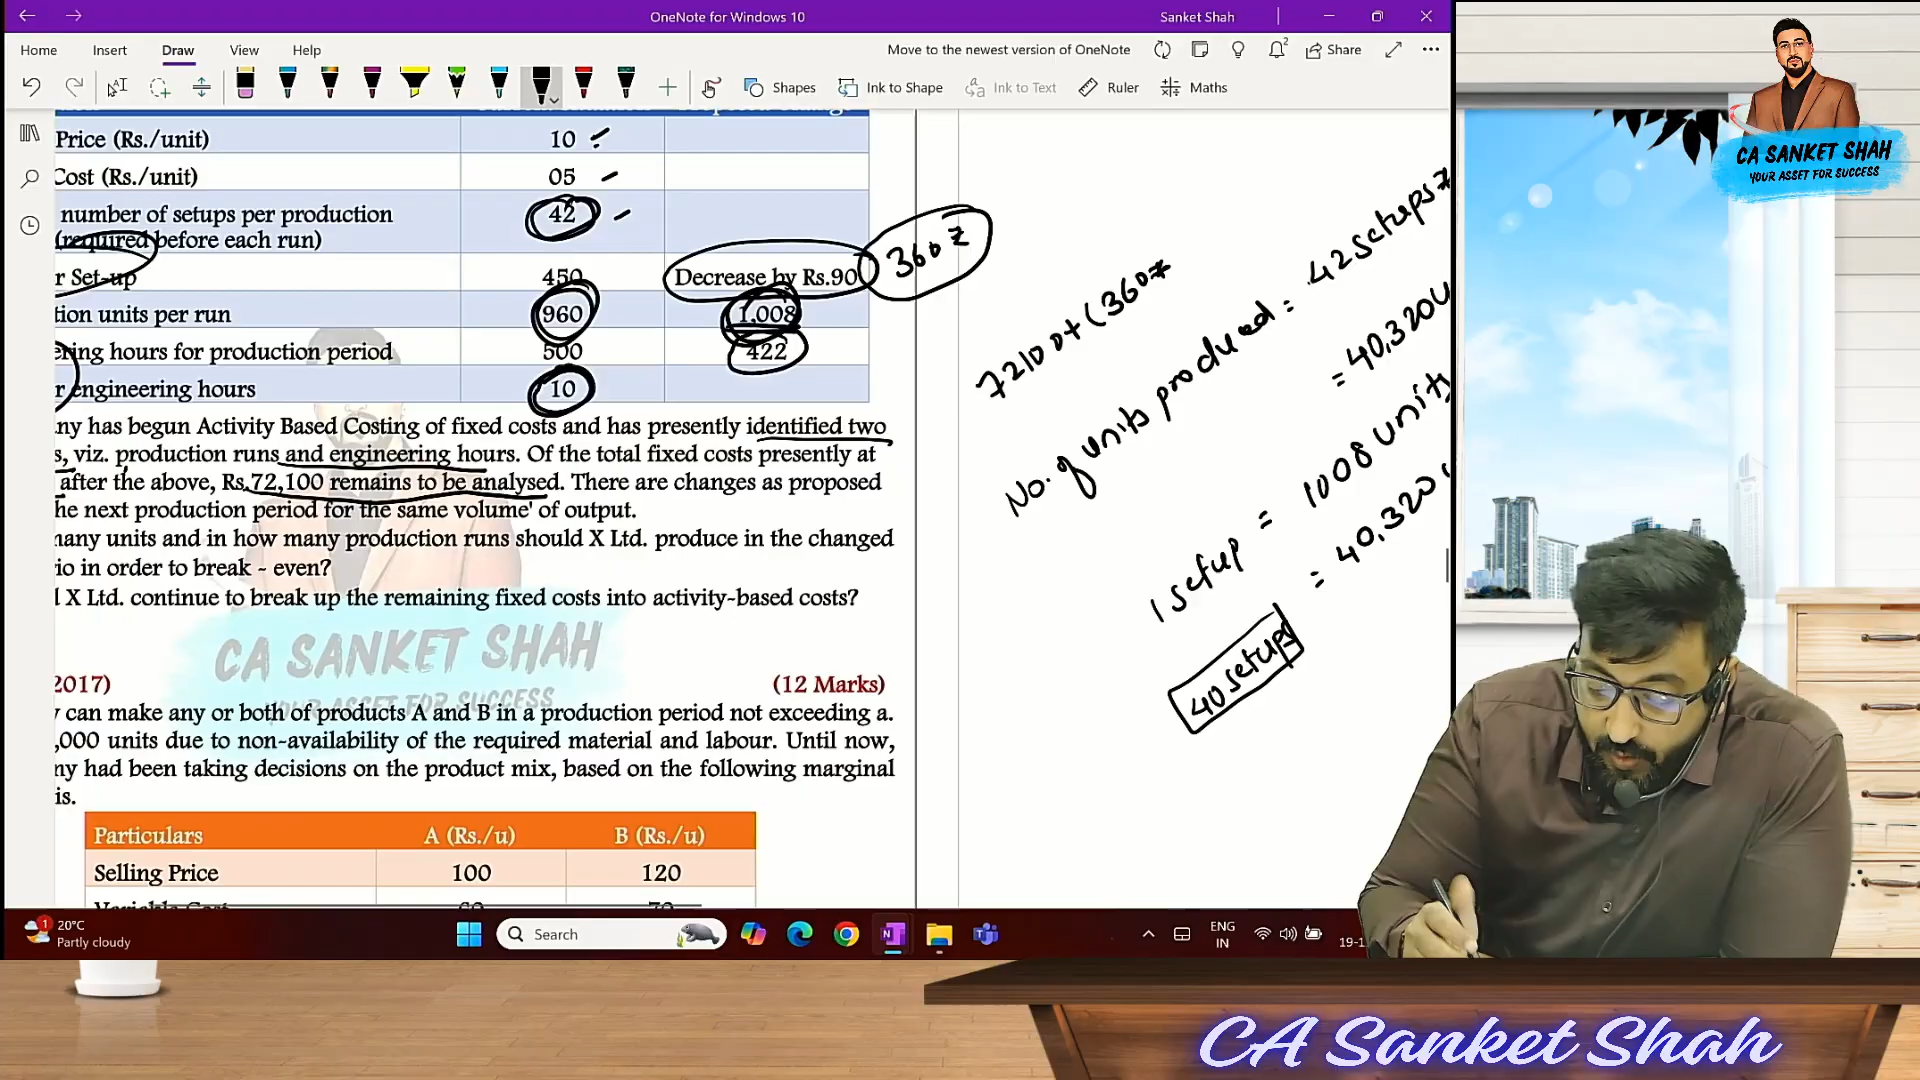 OneNote for Windows 10
Sanket Shah
Home Insert Draw View Help
Move to the newest version of OneNote
Share
Shapes
Ink to Shape
Ink to Text
Ruler
Maths
Price (Rs./unit) 10
Cost (Rs./unit) 05
number of setups per production 42
(required before each run)
r Set-up 450 Decrease by Rs.90
360 z
tion units per run 960 1,008
ering hours for production period 500 422
r engineering hours 10
ny has begun Activity Based Costing of fixed costs and has presently identified two
s, viz. production runs and engineering hours. Of the total fixed costs presently at
after the above, Rs.72,100 remains to be analysed. There are changes as proposed
he next production period for the same volume' of output.
many units and in how many production runs should X Ltd. produce in the changed
io in order to break - even?
l X Ltd. continue to break up the remaining fixed costs into activity-based costs?
CA SANKET SHAH
YOUR ASSET FOR SUCCESS
2017) (12 Marks)
y can make any or both of products A and B in a production period not exceeding a.
,000 units due to non-availability of the required material and labour. Until now,
ny had been taking decisions on the product mix, based on the following marginal
is.
Particulars A (Rs./u) B (Rs./u)
Selling Price 100 120
72100+(360*
No. of units produced = 42 setups*
= 40,320 u
1 setup = 1008 units
= 40,320
40 setups
CA SANKET SHAH
YOUR ASSET FOR SUCCESS
1
20°C
Partly cloudy
Search
ENG
IN
19-1
CA Sanket Shah